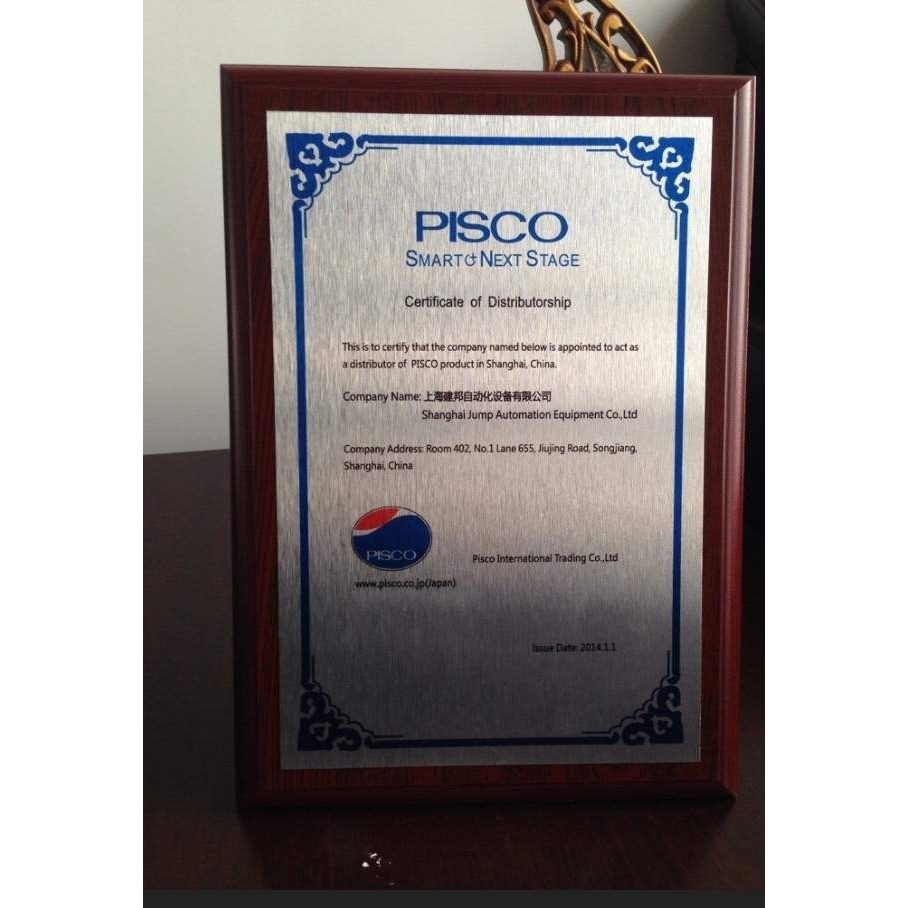 PISCO
SMART NEXT STAGE
Certificate of Distributorship
This is to certify that the company named below is appointed to act as
a distributor of PISCO product in Shanghai, China.
Company Name: 上海建邦自动化设备有限公司
Shanghai Jump Automation Equipment Co.,Ltd
Company Address: Room 402, No.1 Lane 655, Jiujing Road, Songjiang,
Shanghai, China
PISCO
Pisco International Trading Co.,Ltd
www.pisco.co.jp(Japan)
Issue Date: 2014.1.1